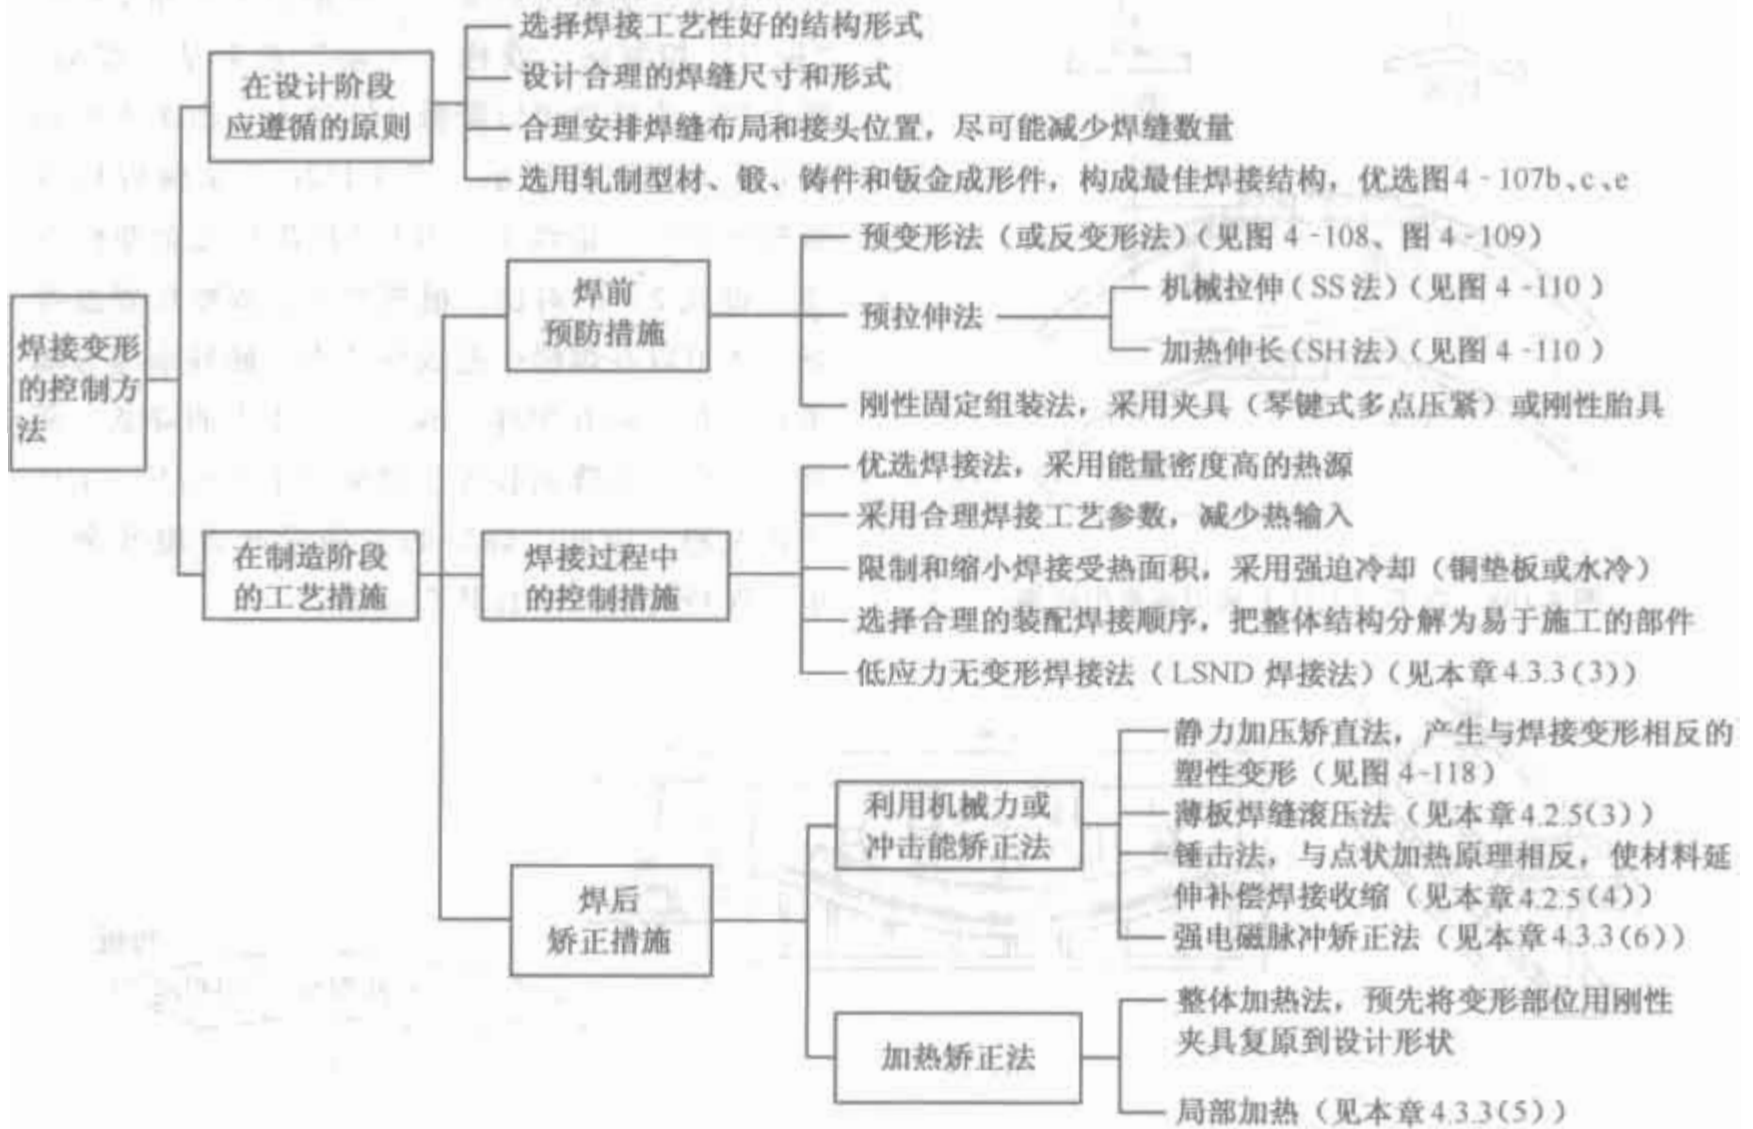 焊接变形
的控制方
法
在设计阶段
应遵循的原则
选择焊接工艺性好的结构形式
设计合理的焊缝尺寸和形式
合理安排焊缝布局和接头位置，尽可能减少焊缝数量
选用轧制型材、锻、铸件和钣金成形件，构成最佳焊接结构，优选图4-107b、c、e
在制造阶段
的工艺措施
焊前
预防措施
预变形法（或反变形法）（见图 4-108、图 4-109）
预拉伸法
机械拉伸（SS法）（见图 4-110）
加热伸长（SH法）（见图 4-110）
刚性固定组装法，采用夹具（琴键式多点压紧）或刚性胎具
焊接过程中
的控制措施
优选焊接法，采用能量密度高的热源
采用合理焊接工艺参数，减少热输入
限制和缩小焊接受热面积，采用强迫冷却（铜垫板或水冷）
选择合理的装配焊接顺序，把整体结构分解为易于施工的部件
低应力无变形焊接法（LSND 焊接法）（见本章4.3.3(3)）
焊后
矫正措施
利用机械力或
冲击能矫正法
静力加压矫直法，产生与焊接变形相反的
塑性变形（见图 4-118）
薄板焊缝滚压法（见本章4.2.5(3)）
锤击法，与点状加热原理相反，使材料延
伸补偿焊接收缩（见本章4.2.5(4)）
强电磁脉冲矫正法（见本章4.3.3(6)）
加热矫正法
整体加热法，预先将变形部位用刚性
夹具复原到设计形状
局部加热（见本章4.3.3(5)）